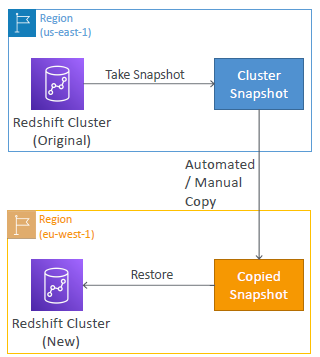 Region
(us-east-1)
Take Snapshot
Cluster
Snapshot
Redshift Cluster
(Original)
Automated
/ Manual
Copy
Region
(eu-west-1)
Restore
Copied
Snapshot
Redshift Cluster
(New)